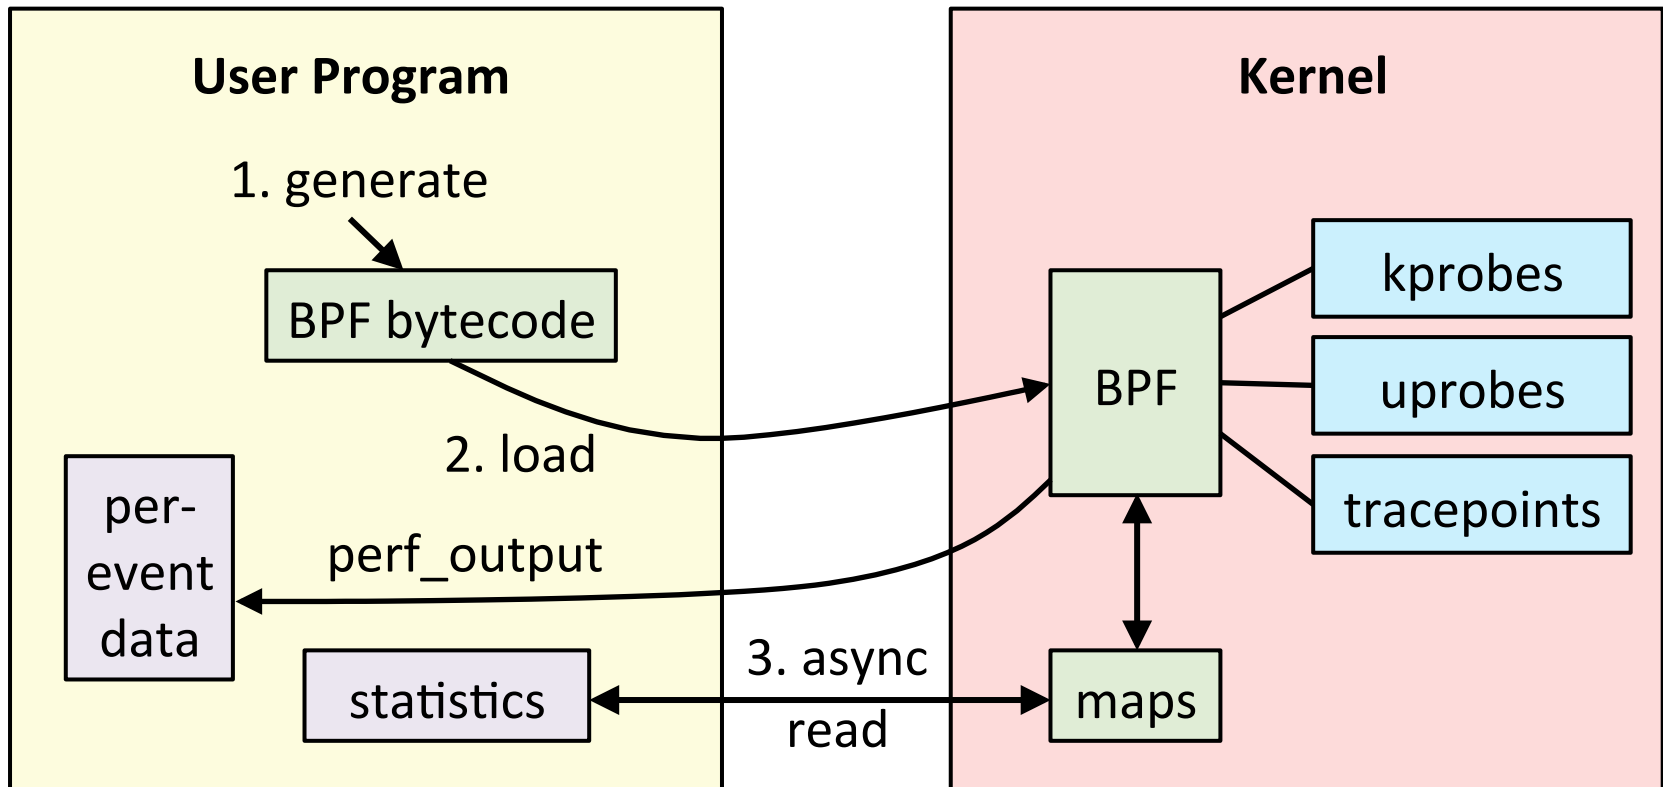 User Program
1. generate
BPF bytecode
2. load
per-
event
data
perf_output
statistics
3. async
read
Kernel
BPF
kprobes
uprobes
tracepoints
maps